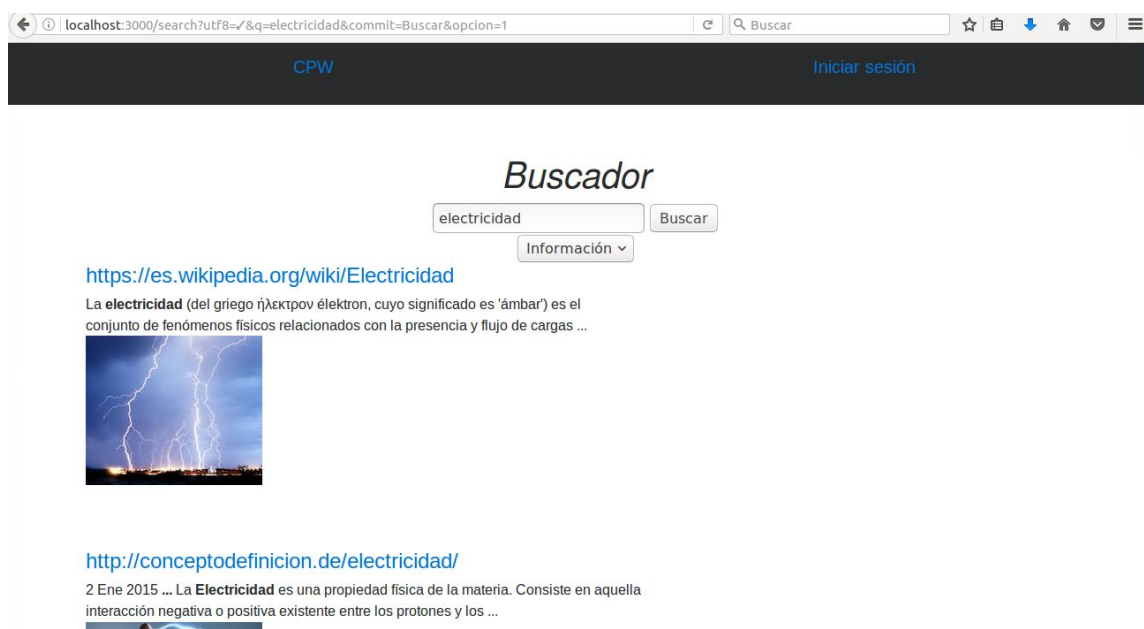 localhost:3000/search?utf8=✓&q=electricidad&commit=Buscar&opcion=1
Buscar
CPW
Iniciar sesión
Buscador
electricidad
Buscar
Información
https://es.wikipedia.org/wiki/Electricidad
La electricidad (del griego ήλεκτρον élektron, cuyo significado es 'ámbar') es el
conjunto de fenómenos físicos relacionados con la presencia y flujo de cargas ...
http://conceptodefinicion.de/electricidad/
2 Ene 2015 ... La Electricidad es una propiedad física de la materia. Consiste en aquella
interacción negativa o positiva existente entre los protones y los ...